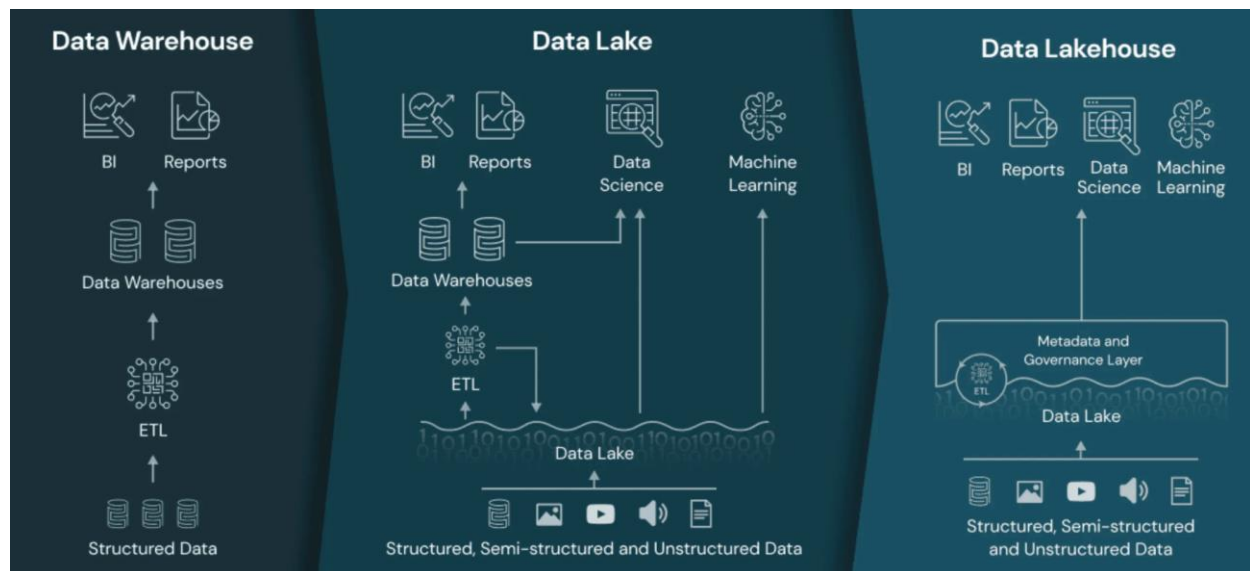 Data Warehouse
BI
Reports
Data Warehouses
ETL
Structured Data
Data Lake
BI
Reports
Data
Science
Machine
Learning
Data Warehouses
ETL
Data Lake
Structured, Semi-structured and Unstructured Data
Data Lakehouse
BI
Reports
Data
Science
Machine
Learning
Metadata and
Governance Layer
ETL
Data Lake
Structured, Semi-structured
and Unstructured Data